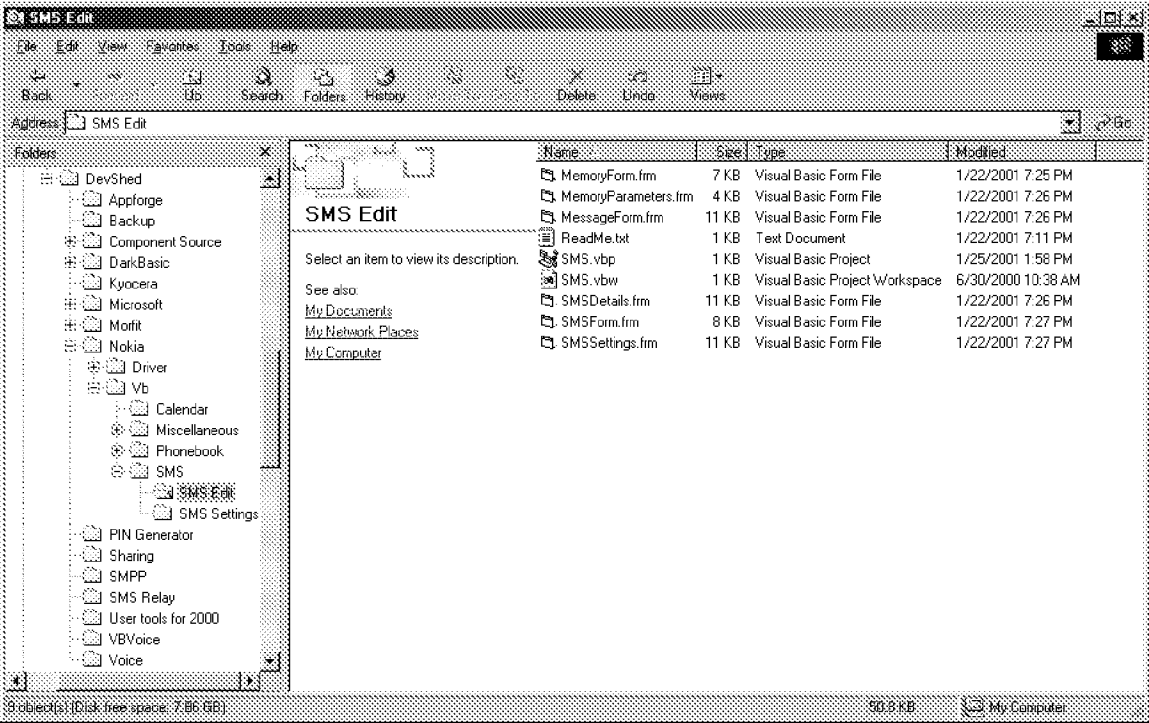 SMS Edit
File Edit View Favorites Tools Help
Back Up Search Folders History Delete Undo Views
Address SMS Edit Go
Folders
DevShed
Appforge
Backup
Component Source
DarkBasic
Kyocera
Microsoft
Morfit
Nokia
Driver
Vb
Calendar
Miscellaneous
Phonebook
SMS
SMS Edit
SMS Settings
PIN Generator
Sharing
SMPP
SMS Relay
User tools for 2000
VBVoice
Voice
SMS Edit
Select an item to view its description.
See also:
My Documents
My Network Places
My Computer
Name Size Type Modified
MemoryForm.frm 7 KB Visual Basic Form File 1/22/2001 7:25 PM
MemoryParameters.frm 4 KB Visual Basic Form File 1/22/2001 7:26 PM
MessageForm.frm 11 KB Visual Basic Form File 1/22/2001 7:26 PM
ReadMe.txt 1 KB Text Document 1/22/2001 7:11 PM
SMS.vbp 1 KB Visual Basic Project 1/25/2001 1:58 PM
SMS.vbw 1 KB Visual Basic Project Workspace 6/30/2000 10:38 AM
SMSDetails.frm 11 KB Visual Basic Form File 1/22/2001 7:26 PM
SMSForm.frm 8 KB Visual Basic Form File 1/22/2001 7:27 PM
SMSSettings.frm 11 KB Visual Basic Form File 1/22/2001 7:27 PM
9 object(s) (Disk free space: 7.86 GB) 50.8 KB My Computer